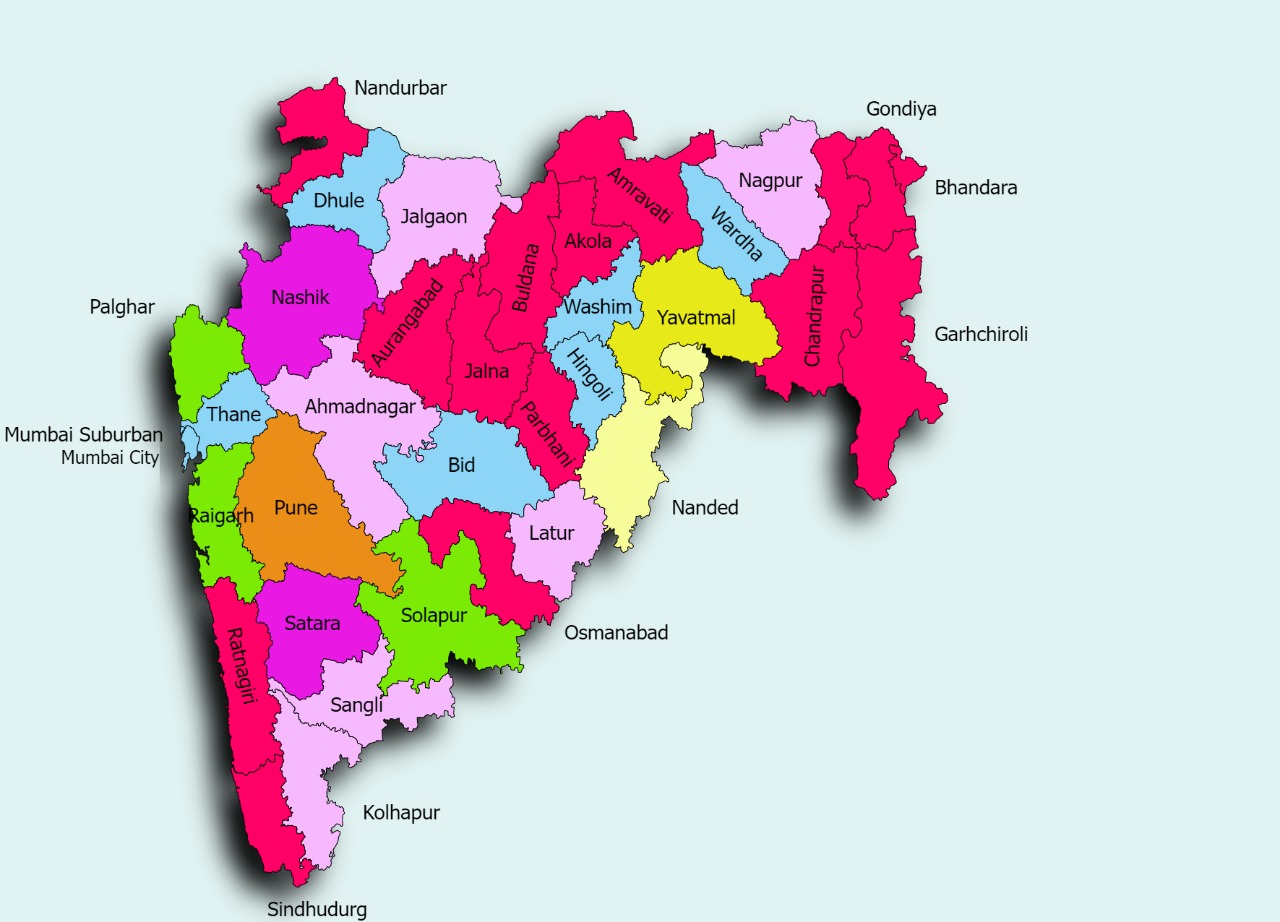 Nandurbar
Gondiya
Dhule
Jalgaon
Amravati
Nagpur
Bhandara
Akola
Wardha
Nashik
Buldana
Palghar
Aurangabad
Washim
Yavatmal
Chandrapur
Garhchiroli
Jalna
Hingoli
Thane
Ahmadnagar
Parbhani
Mumbai Suburban
Mumbai City
Bid
Raigarh
Pune
Nanded
Latur
Satara
Solapur
Osmanabad
Ratnagiri
Sangli
Kolhapur
Sindhudurg